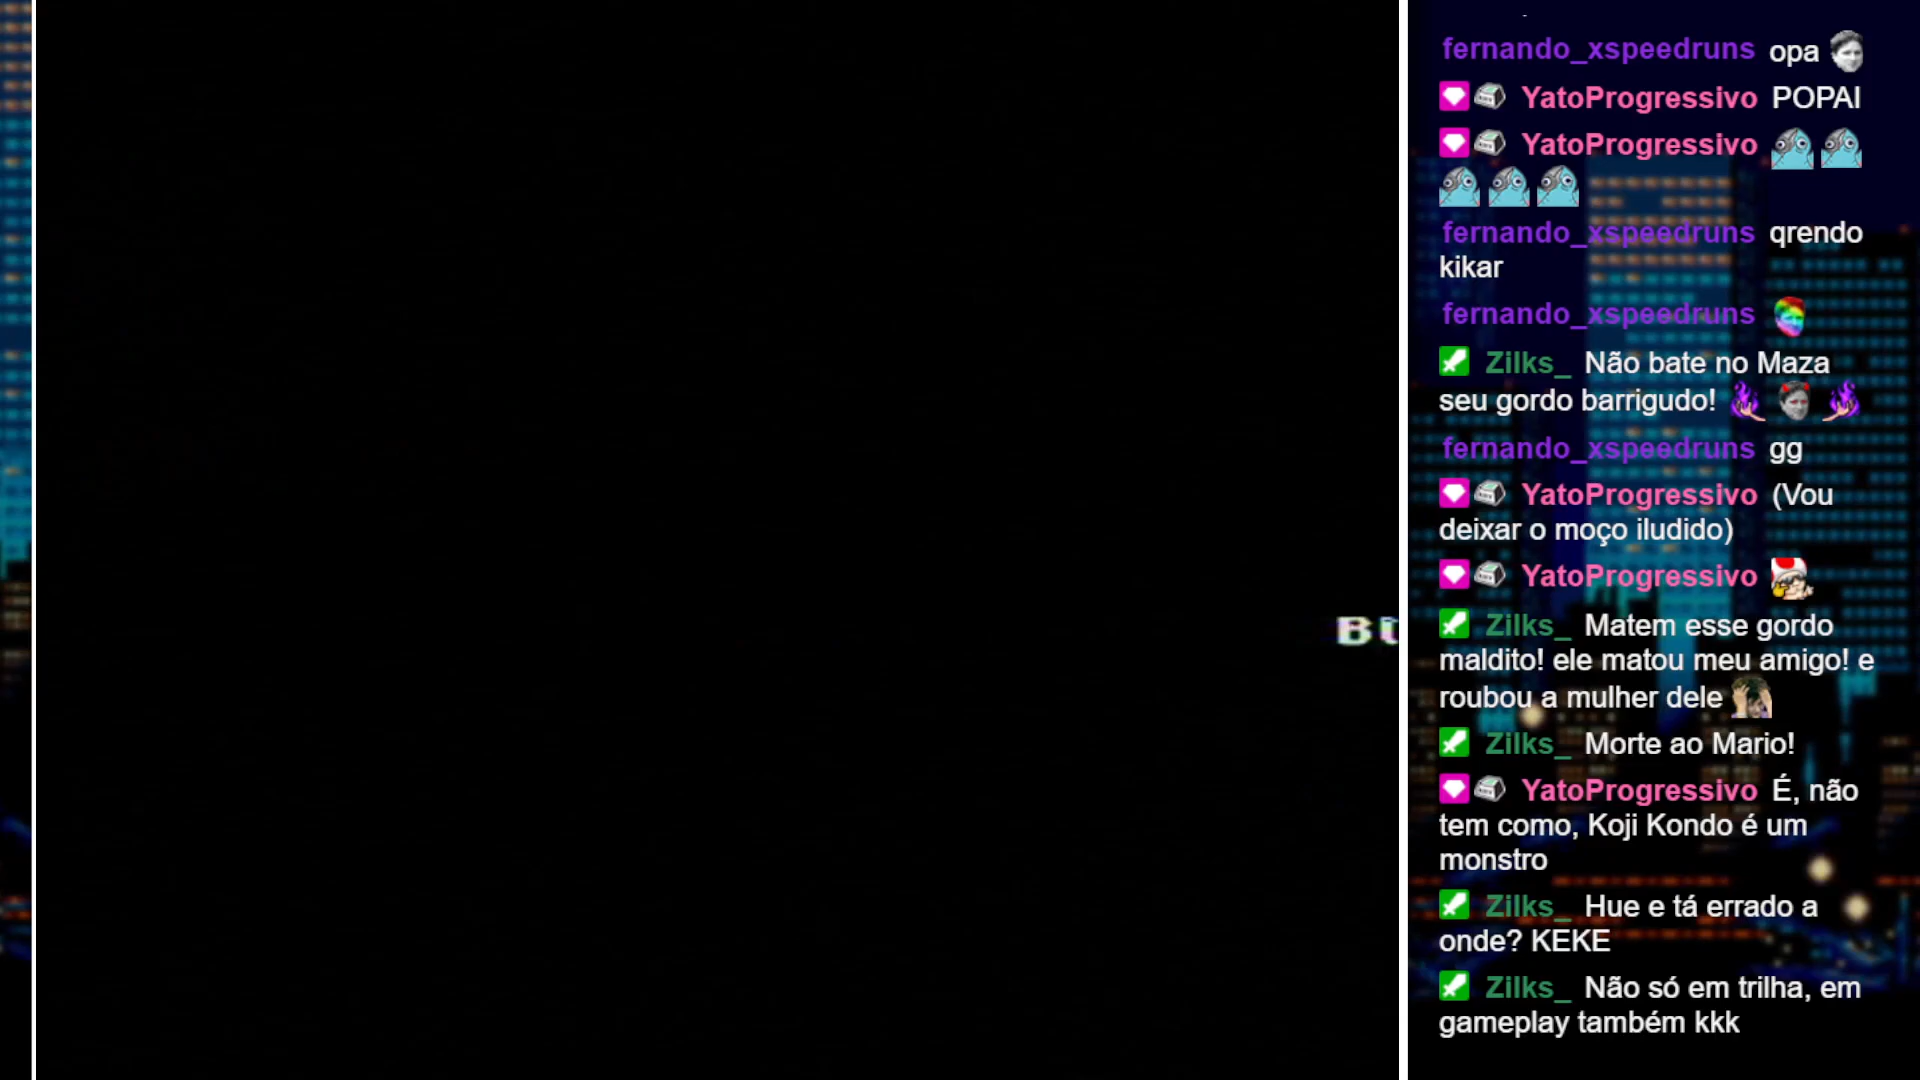 fernando_xspeedruns opa
YatoProgressivo POPAI
YatoProgressivo
fernando_xspeedruns qrendo
kikar
fernando_xspeedruns
Zilks_ Não bate no Maza
seu gordo barrigudo!
fernando_xspeedruns gg
YatoProgressivo (Vou
deixar o moço iludido)
YatoProgressivo
Zilks_ Matem esse gordo
maldito! ele matou meu amigo! e
roubou a mulher dele
Zilks_ Morte ao Mario!
YatoProgressivo É, não
tem como, Koji Kondo é um
monstro
Zilks_ Hue e tá errado a
onde? KEKE
Zilks_ Não só em trilha, em
gameplay também kkk